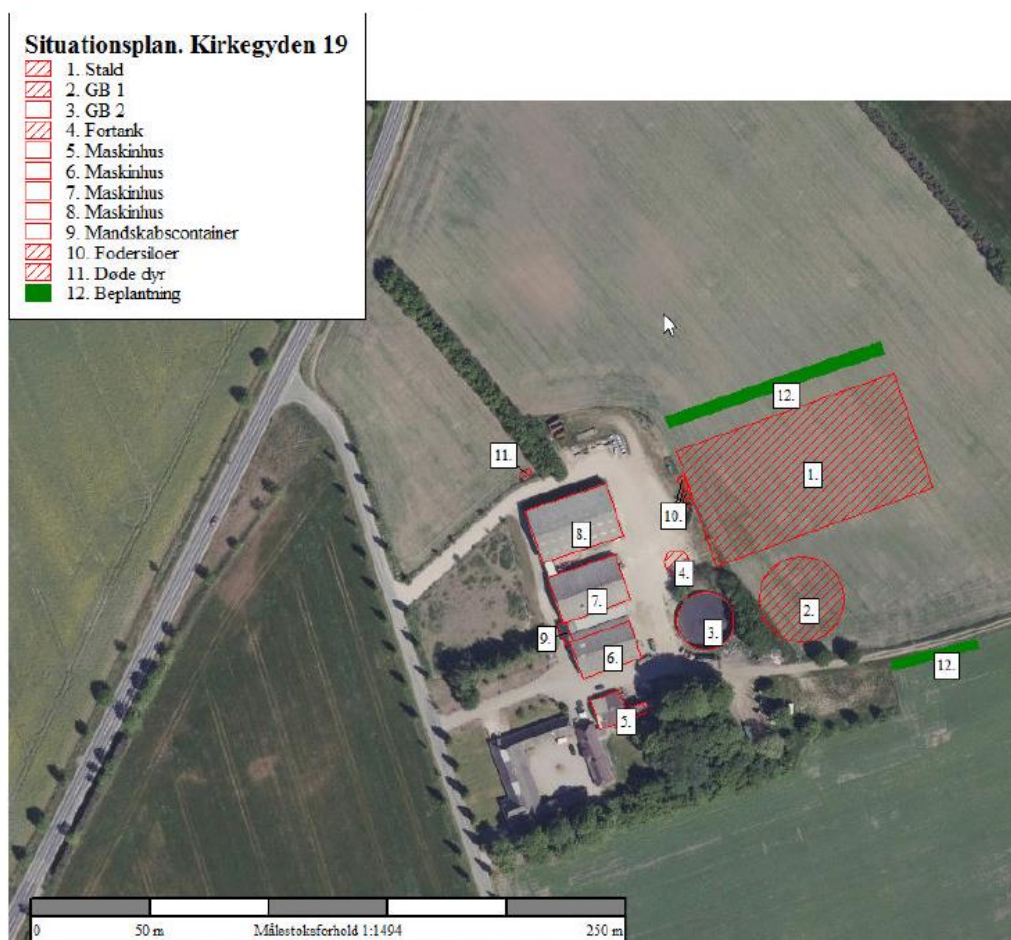 Situationsplan. Kirkegyden 19
1. Stald
2. GB 1
3. GB 2
4. Fortank
5. Maskinhus
6. Maskinhus
7. Maskinhus
8. Maskinhus
9. Mandskabscontainer
10. Fodersiloer
11. Døde dyr
12. Beplantning
12.
11.
1.
10.
8.
4.
7.
2.
3.
9.
6.
12.
5.
0 50 m Målestoksforhold 1:1494 250 m